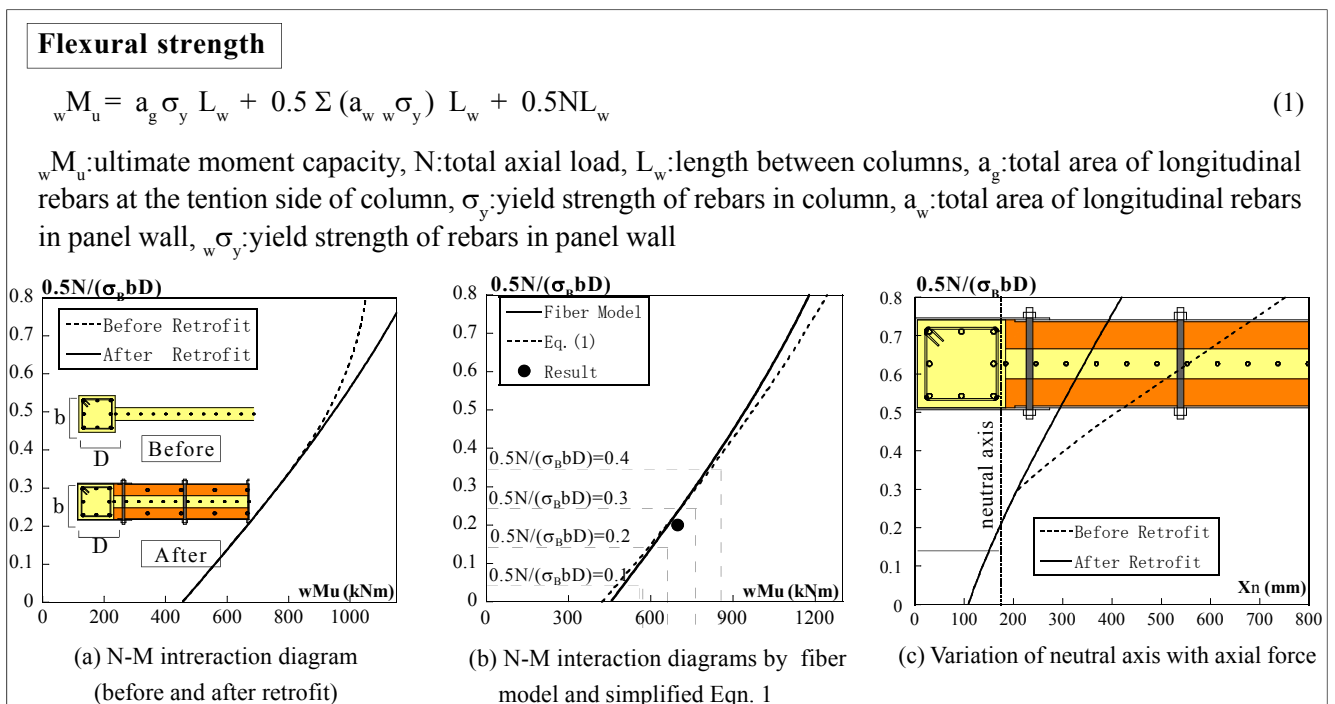 Flexural strength
wMu = ag σy Lw + 0.5 Σ (aw wσy) Lw + 0.5NLw (1)
wMu:ultimate moment capacity, N:total axial load, Lw:length between columns, ag:total area of longitudinal
rebars at the tention side of column, σy:yield strength of rebars in column, aw:total area of longitudinal rebars
in panel wall, wσy:yield strength of rebars in panel wall
0.5N/(σBbD)
0.8
0.7
0.6
0.5
0.4
0.3
0.2
0.1
0
Before Retrofit
After Retrofit
b
D
Before
b
D
After
wMu (kNm)
0 200 400 600 800 1000
(a) N-M intreraction diagram
(before and after retrofit)
0.5N/(σBbD)
0.8
0.7
0.6
0.5
0.4
0.3
0.2
0.1
0
Fiber Model
Eq.(1)
Result
0.5N/(σBbD)=0.4
0.5N/(σBbD)=0.3
0.5N/(σBbD)=0.2
0.5N/(σBbD)=0.1
wMu (kNm)
0 300 600 900 1200
(b) N-M interaction diagrams by fiber
model and simplified Eqn. 1
0.5N/(σBbD)
0.8
0.7
0.6
0.5
0.4
0.3
0.2
0.1
0
neutral axis
Before Retrofit
After Retrofit
Xn (mm)
0 100 200 300 400 500 600 700 800
(c) Variation of neutral axis with axial force